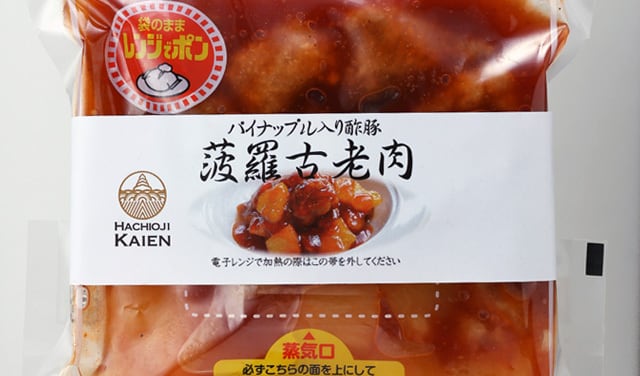 袋のまま
レンジでポン
パイナップル入り酢豚
菠羅古老肉
HACHIOJI
KAIEN
電子レンジで加熱の際はこの帯を外してください
蒸気口
必ずこちらの面を上にして